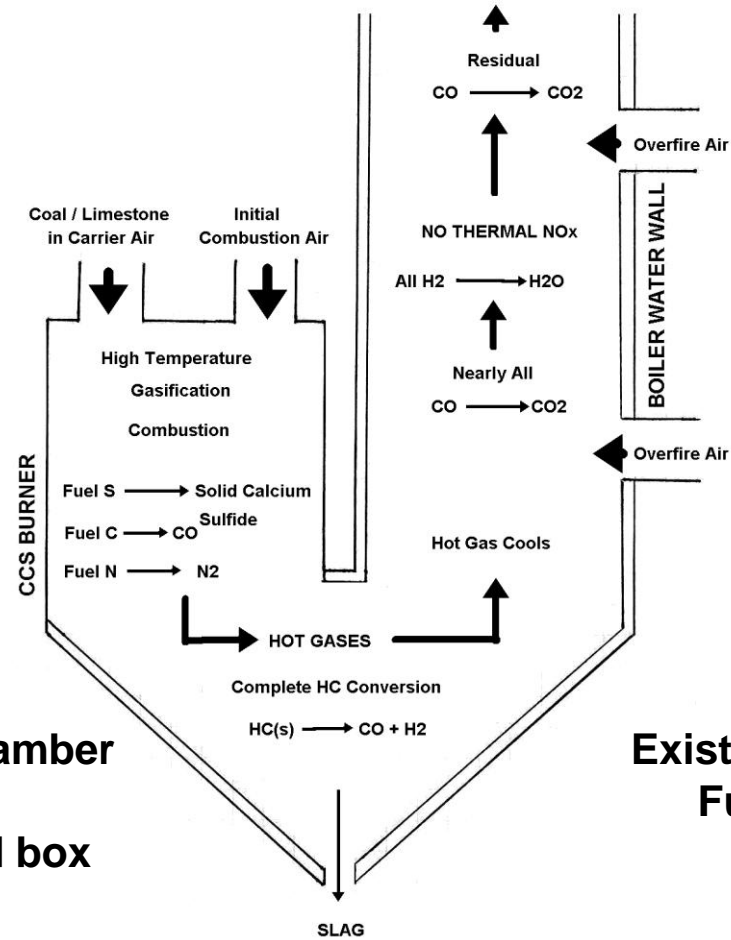 Residual
CO → CO2
Overfire Air
Coal / Limestone
in Carrier Air
Initial
Combustion Air
NO THERMAL NOx
All H2 → H2O
BOILER WATER WALL
High Temperature
Gasification
Combustion
Nearly All
CO → CO2
Overfire Air
CCS BURNER
Fuel S → Solid Calcium
Sulfide
Fuel C → CO
Fuel N → N2
Hot Gas Cools
HOT GASES
Complete HC Conversion
HC(s) → CO + H2
amber
box
Exist
Fu
SLAG